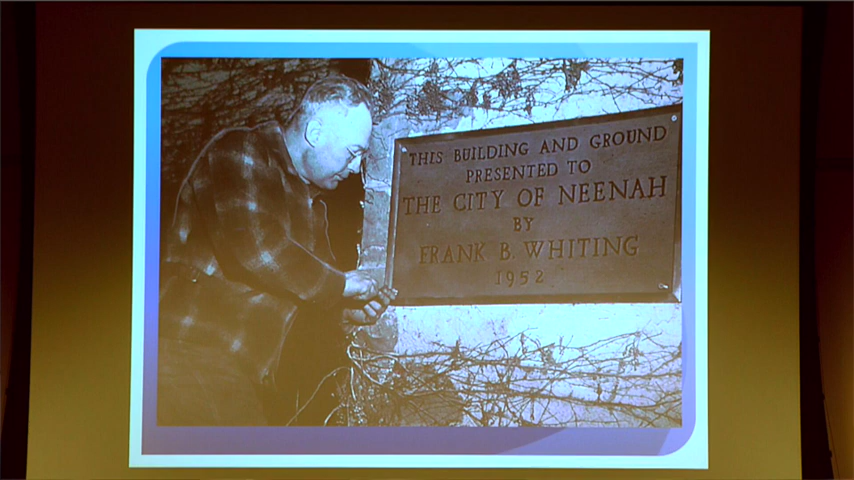 THIS BUILDING AND GROUND
PRESENTED TO
THE CITY OF NEENAH
BY
FRANK B. WHITING
1952